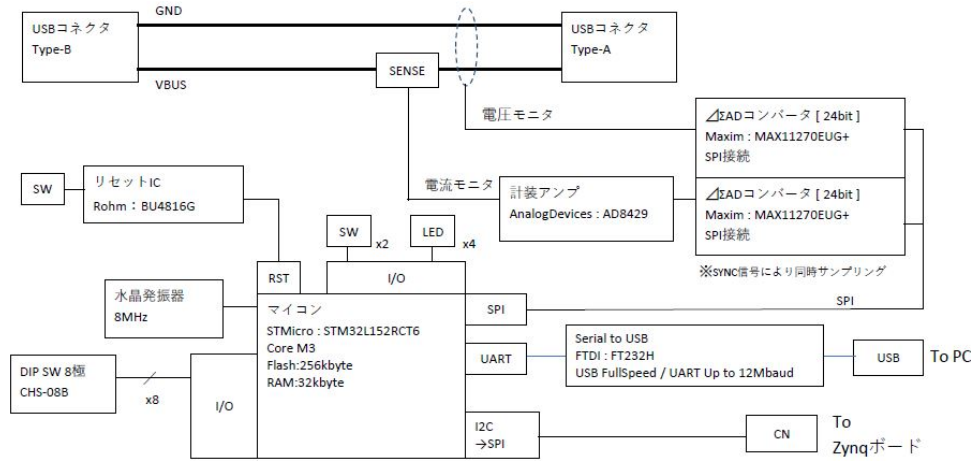 GND
USBコネクタ
Type-B
USBコネクタ
Type-A
SENSE
VBUS
電圧モニタ
⊿ΣADコンバータ [ 24bit ]
Maxim : MAX11270EUG+
SPI接続
リセットIC
Rohm : BU4816G
SW
電流モニタ
計装アンプ
AnalogDevices : AD8429
⊿ΣADコンバータ [ 24bit ]
Maxim : MAX11270EUG+
SPI接続
SW
x2
LED
x4
※SYNC信号により同時サンプリング
RST
I/O
水晶発振器
8MHz
マイコン
STMicro : STM32L152RCT6
Core M3
Flash:256kbyte
RAM:32kbyte
SPI
SPI
UART
Serial to USB
FTDI : FT232H
USB FullSpeed / UART Up to 12Mbaud
USB
To PC
DIP SW 8極
CHS-08B
x8
I/O
I2C
→SPI
CN
To
Zynqボード